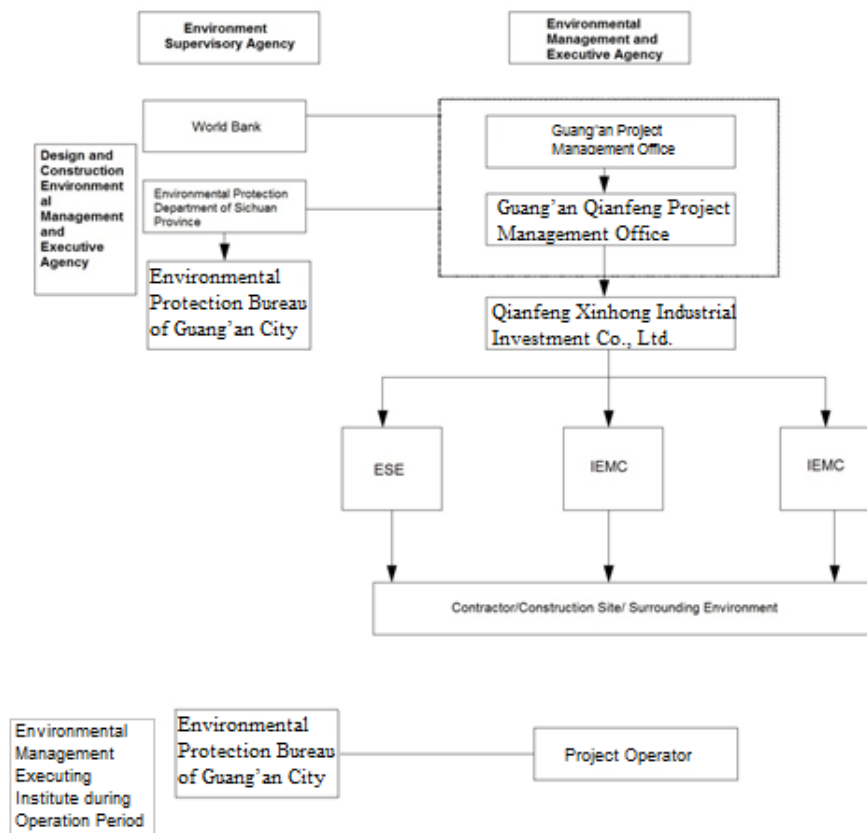 Environment
Supervisory Agency
Environmental
Management and
Executive Agency
World Bank
Guang'an Project
Management Office
Design and
Construction
Environment
al
Management
and
Executive
Agency
Environmental Protection
Department of Sichuan
Province
Guang'an Qianfeng Project
Management Office
Environmental
Protection Bureau
of Guang'an City
Qianfeng Xinhong Industrial
Investment Co., Ltd.
ESE
IEMC
IEMC
Contractor/Construction Site/ Surrounding Environment
Environmental
Management
Executing
Institute during
Operation Period
Environmental
Protection Bureau
of Guang'an City
Project Operator